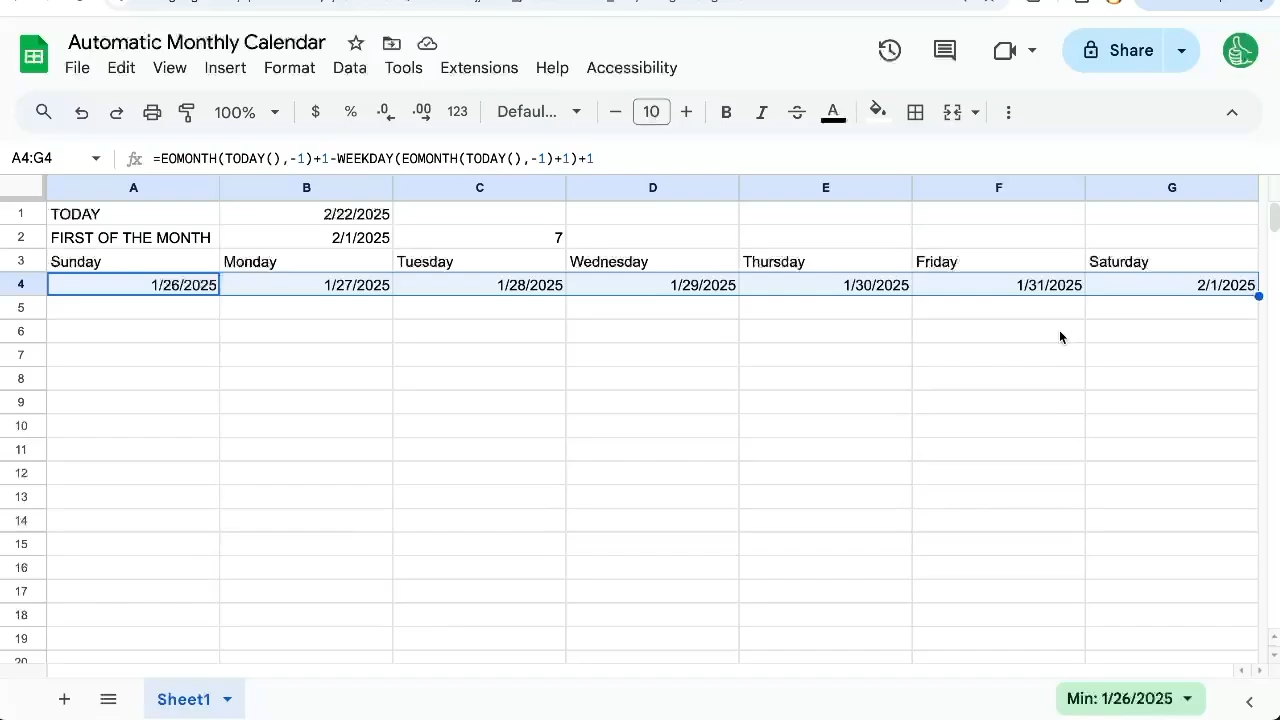 Automatic Monthly Calendar
File Edit View Insert Format Data Tools Extensions Help Accessibility
Share
100% $ % .0 .00 123 Defaul... 10 B I A
A4:G4 fx =EOMONTH(TODAY(),-1)+1-WEEKDAY(EOMONTH(TODAY(),-1)+1)+1
A B C D E F G
1 TODAY 2/22/2025
2 FIRST OF THE MONTH 2/1/2025 7
3 Sunday Monday Tuesday Wednesday Thursday Friday Saturday
4 1/26/2025 1/27/2025 1/28/2025 1/29/2025 1/30/2025 1/31/2025 2/1/2025
5
6
7
8
9
10
11
12
13
14
15
16
17
18
19
20
Sheet1 Min: 1/26/2025